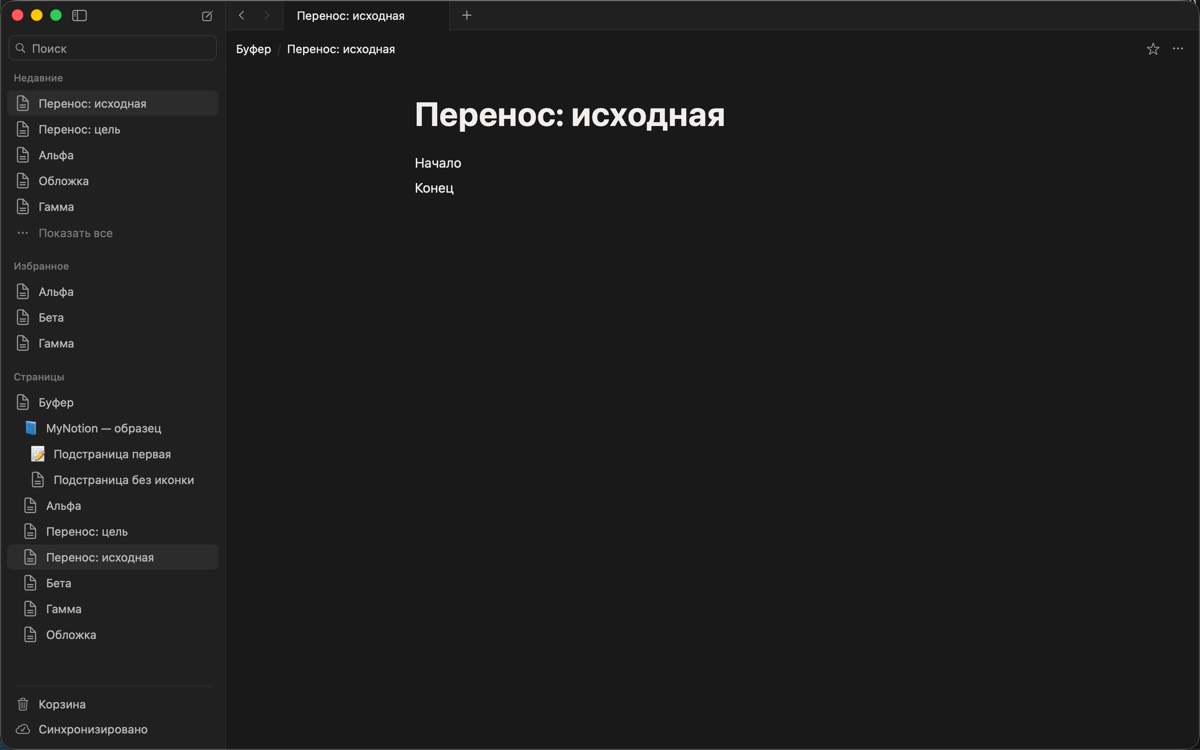 Перенос: исходная
Поиск
Буфер / Перенос: исходная
Недавние
Перенос: исходная
Перенос: цель
Альфа
Обложка
Гамма
Показать все
Избранное
Альфа
Бета
Гамма
Страницы
Буфер
MyNotion — образец
Подстраница первая
Подстраница без иконки
Альфа
Перенос: цель
Перенос: исходная
Бета
Гамма
Обложка
Корзина
Синхронизировано
Перенос: исходная
Начало
Конец